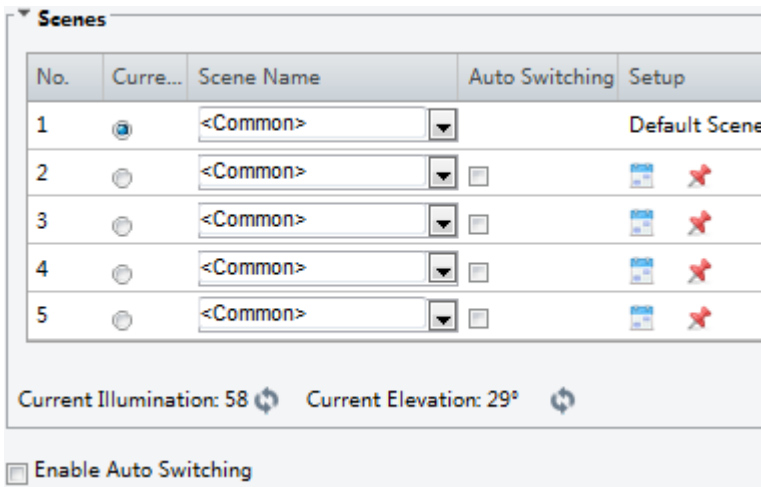 Scenes
No. Curre... Scene Name Auto Switching Setup
1 <Common> Default Scene
2 <Common>
3 <Common>
4 <Common>
5 <Common>
Current Illumination: 58 Current Elevation: 29°
Enable Auto Switching